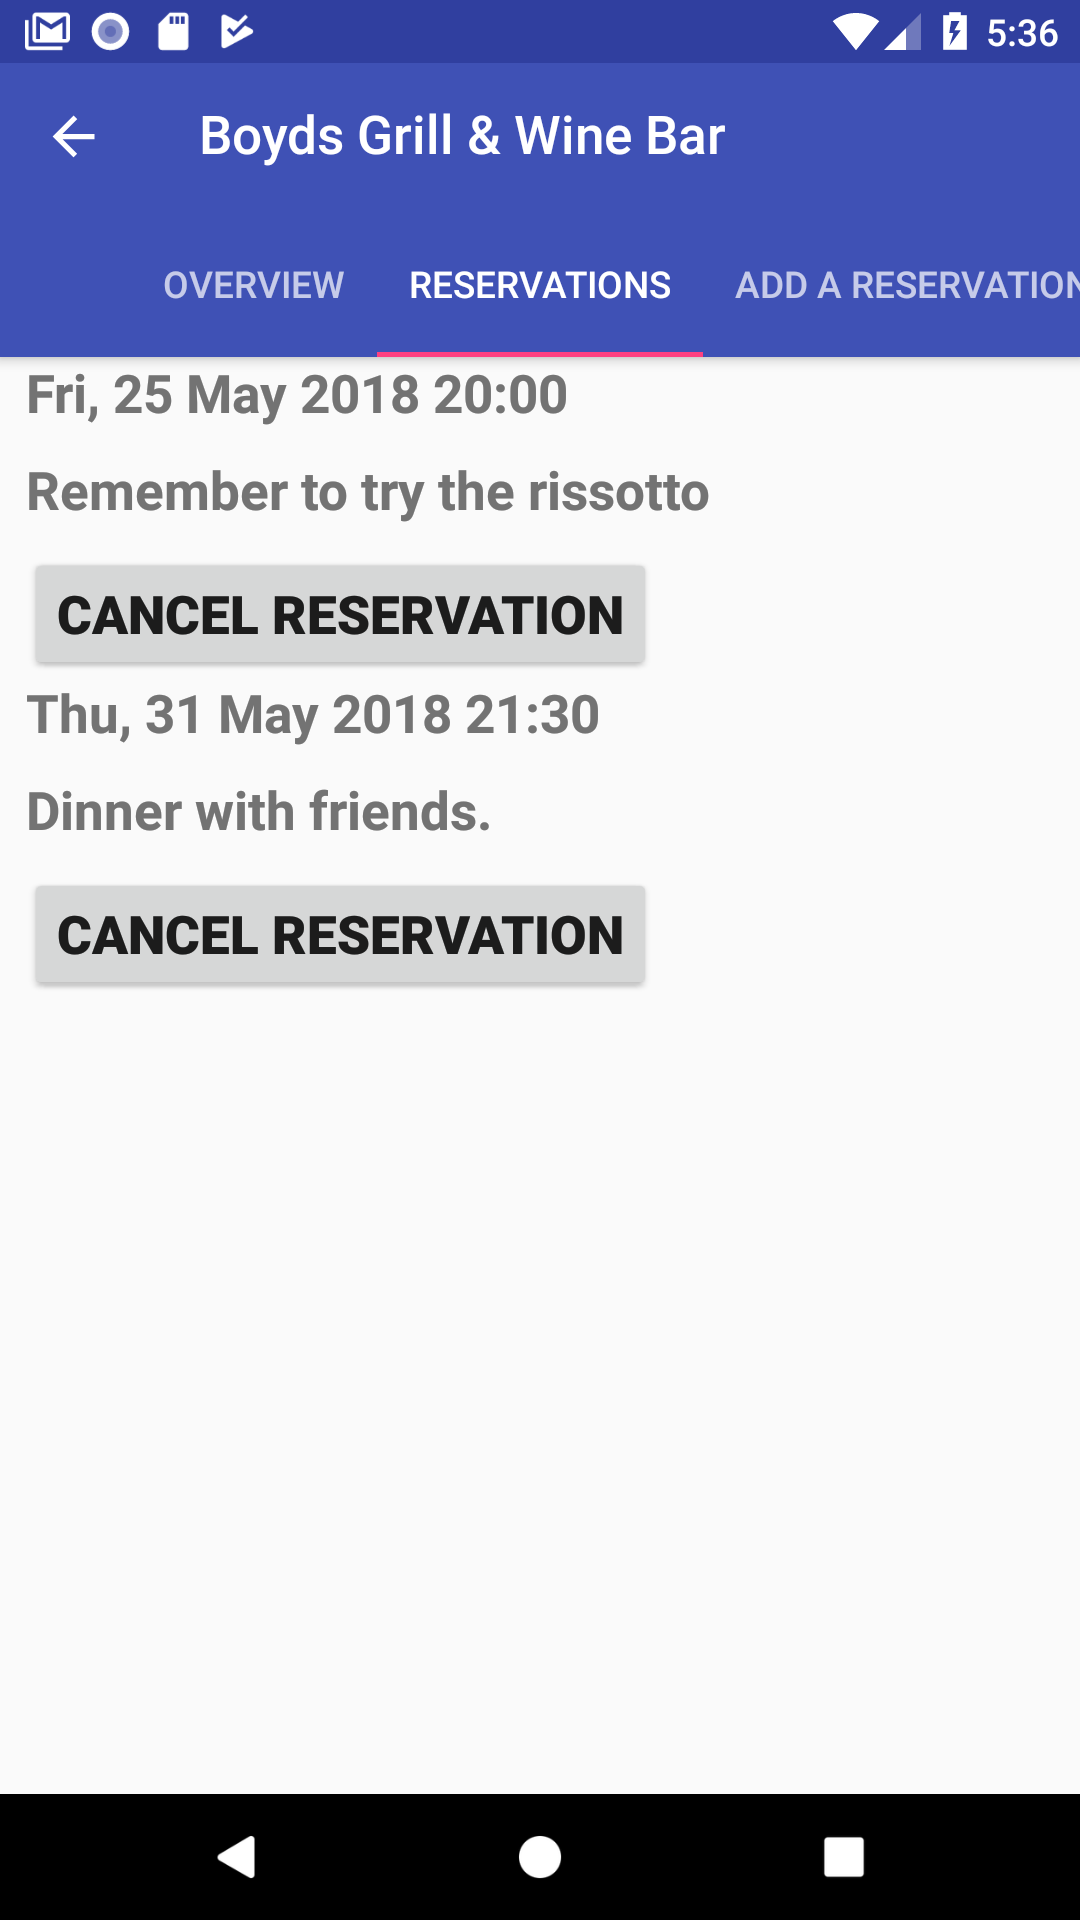 5:36
Boyds Grill & Wine Bar
OVERVIEW RESERVATIONS ADD A RESERVATION
Fri, 25 May 2018 20:00
Remember to try the rissotto
CANCEL RESERVATION
Thu, 31 May 2018 21:30
Dinner with friends.
CANCEL RESERVATION